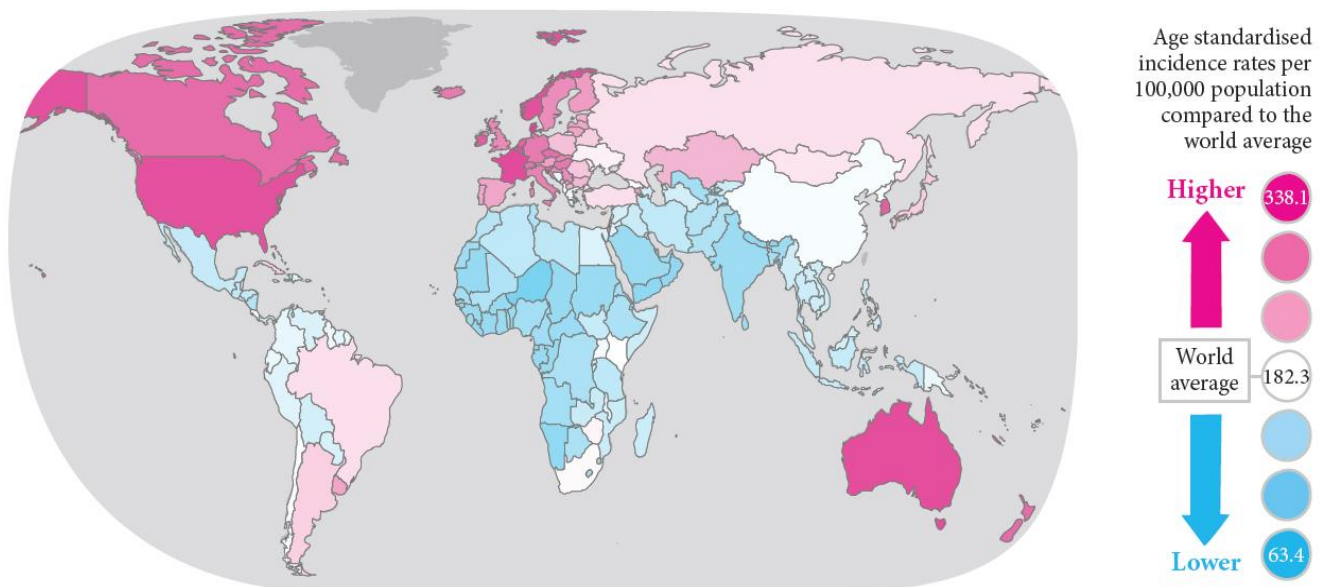 Age standardised
incidence rates per
100,000 population
compared to the
world average
Higher
338.1
World
average
182.3
Lower
63.4